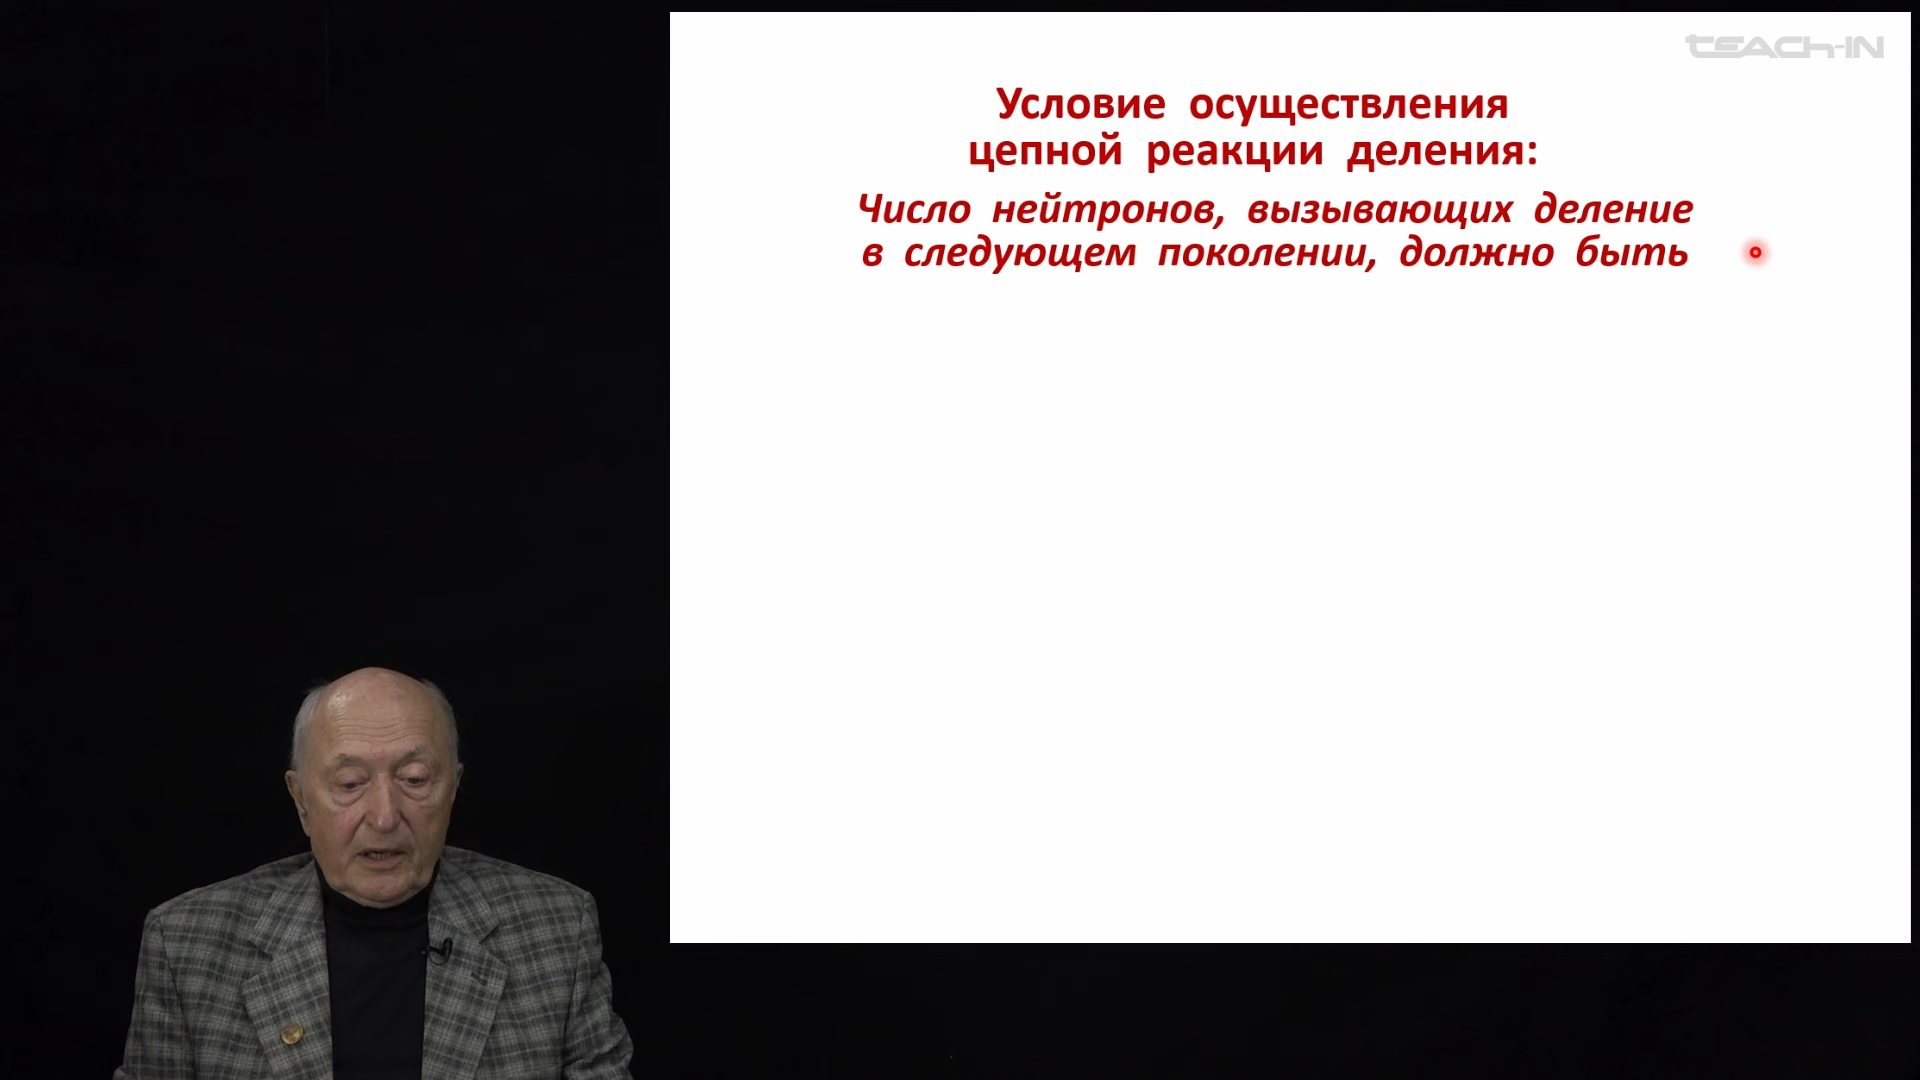 TEACH-IN
Условие осуществления
цепной реакции деления:
Число нейтронов, вызывающих деление
в следующем поколении, должно быть